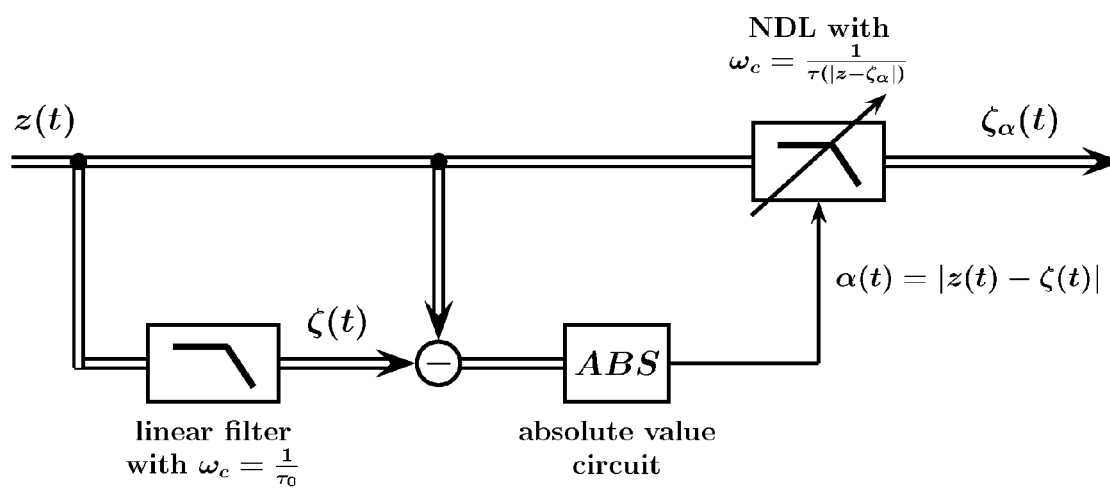 NDL with
ω_c = 1/τ(|z−ζ_α|)
z(t)
ζ_α(t)
α(t) = |z(t) − ζ(t)|
ζ(t)
−
ABS
linear filter
with ω_c = 1/τ_0
absolute value
circuit